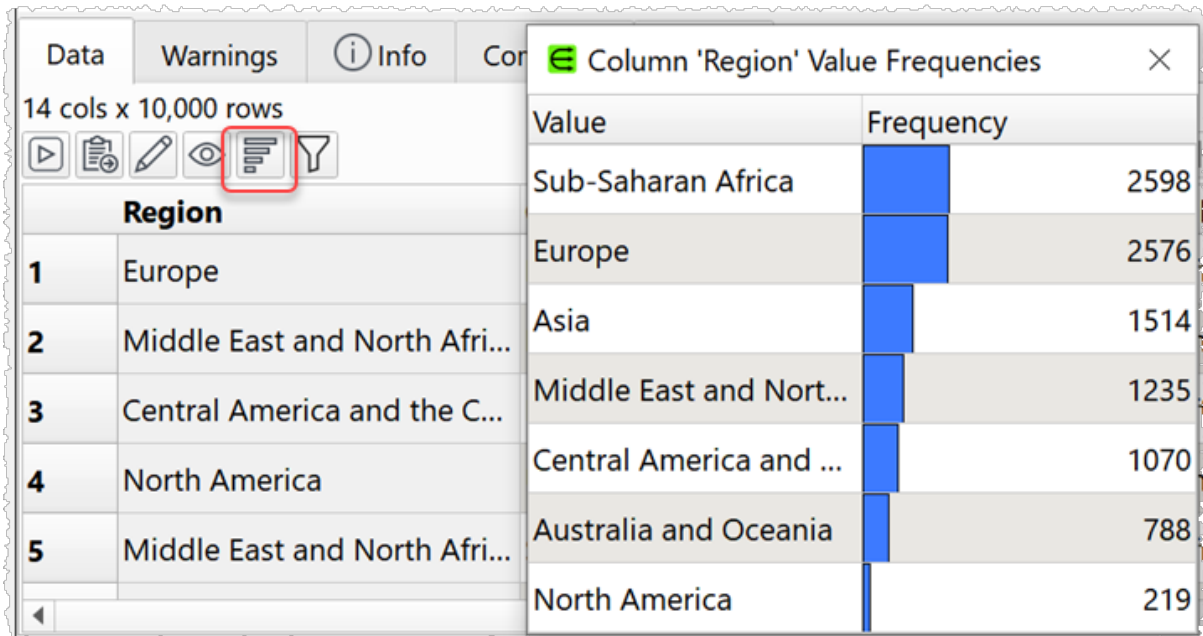 Data
Warnings
Info
Column 'Region' Value Frequencies
14 cols x 10,000 rows
Region
1 Europe
2 Middle East and North Afri...
3 Central America and the C...
4 North America
5 Middle East and North Afri...
Value Frequency
Sub-Saharan Africa 2598
Europe 2576
Asia 1514
Middle East and Nort... 1235
Central America and ... 1070
Australia and Oceania 788
North America 219